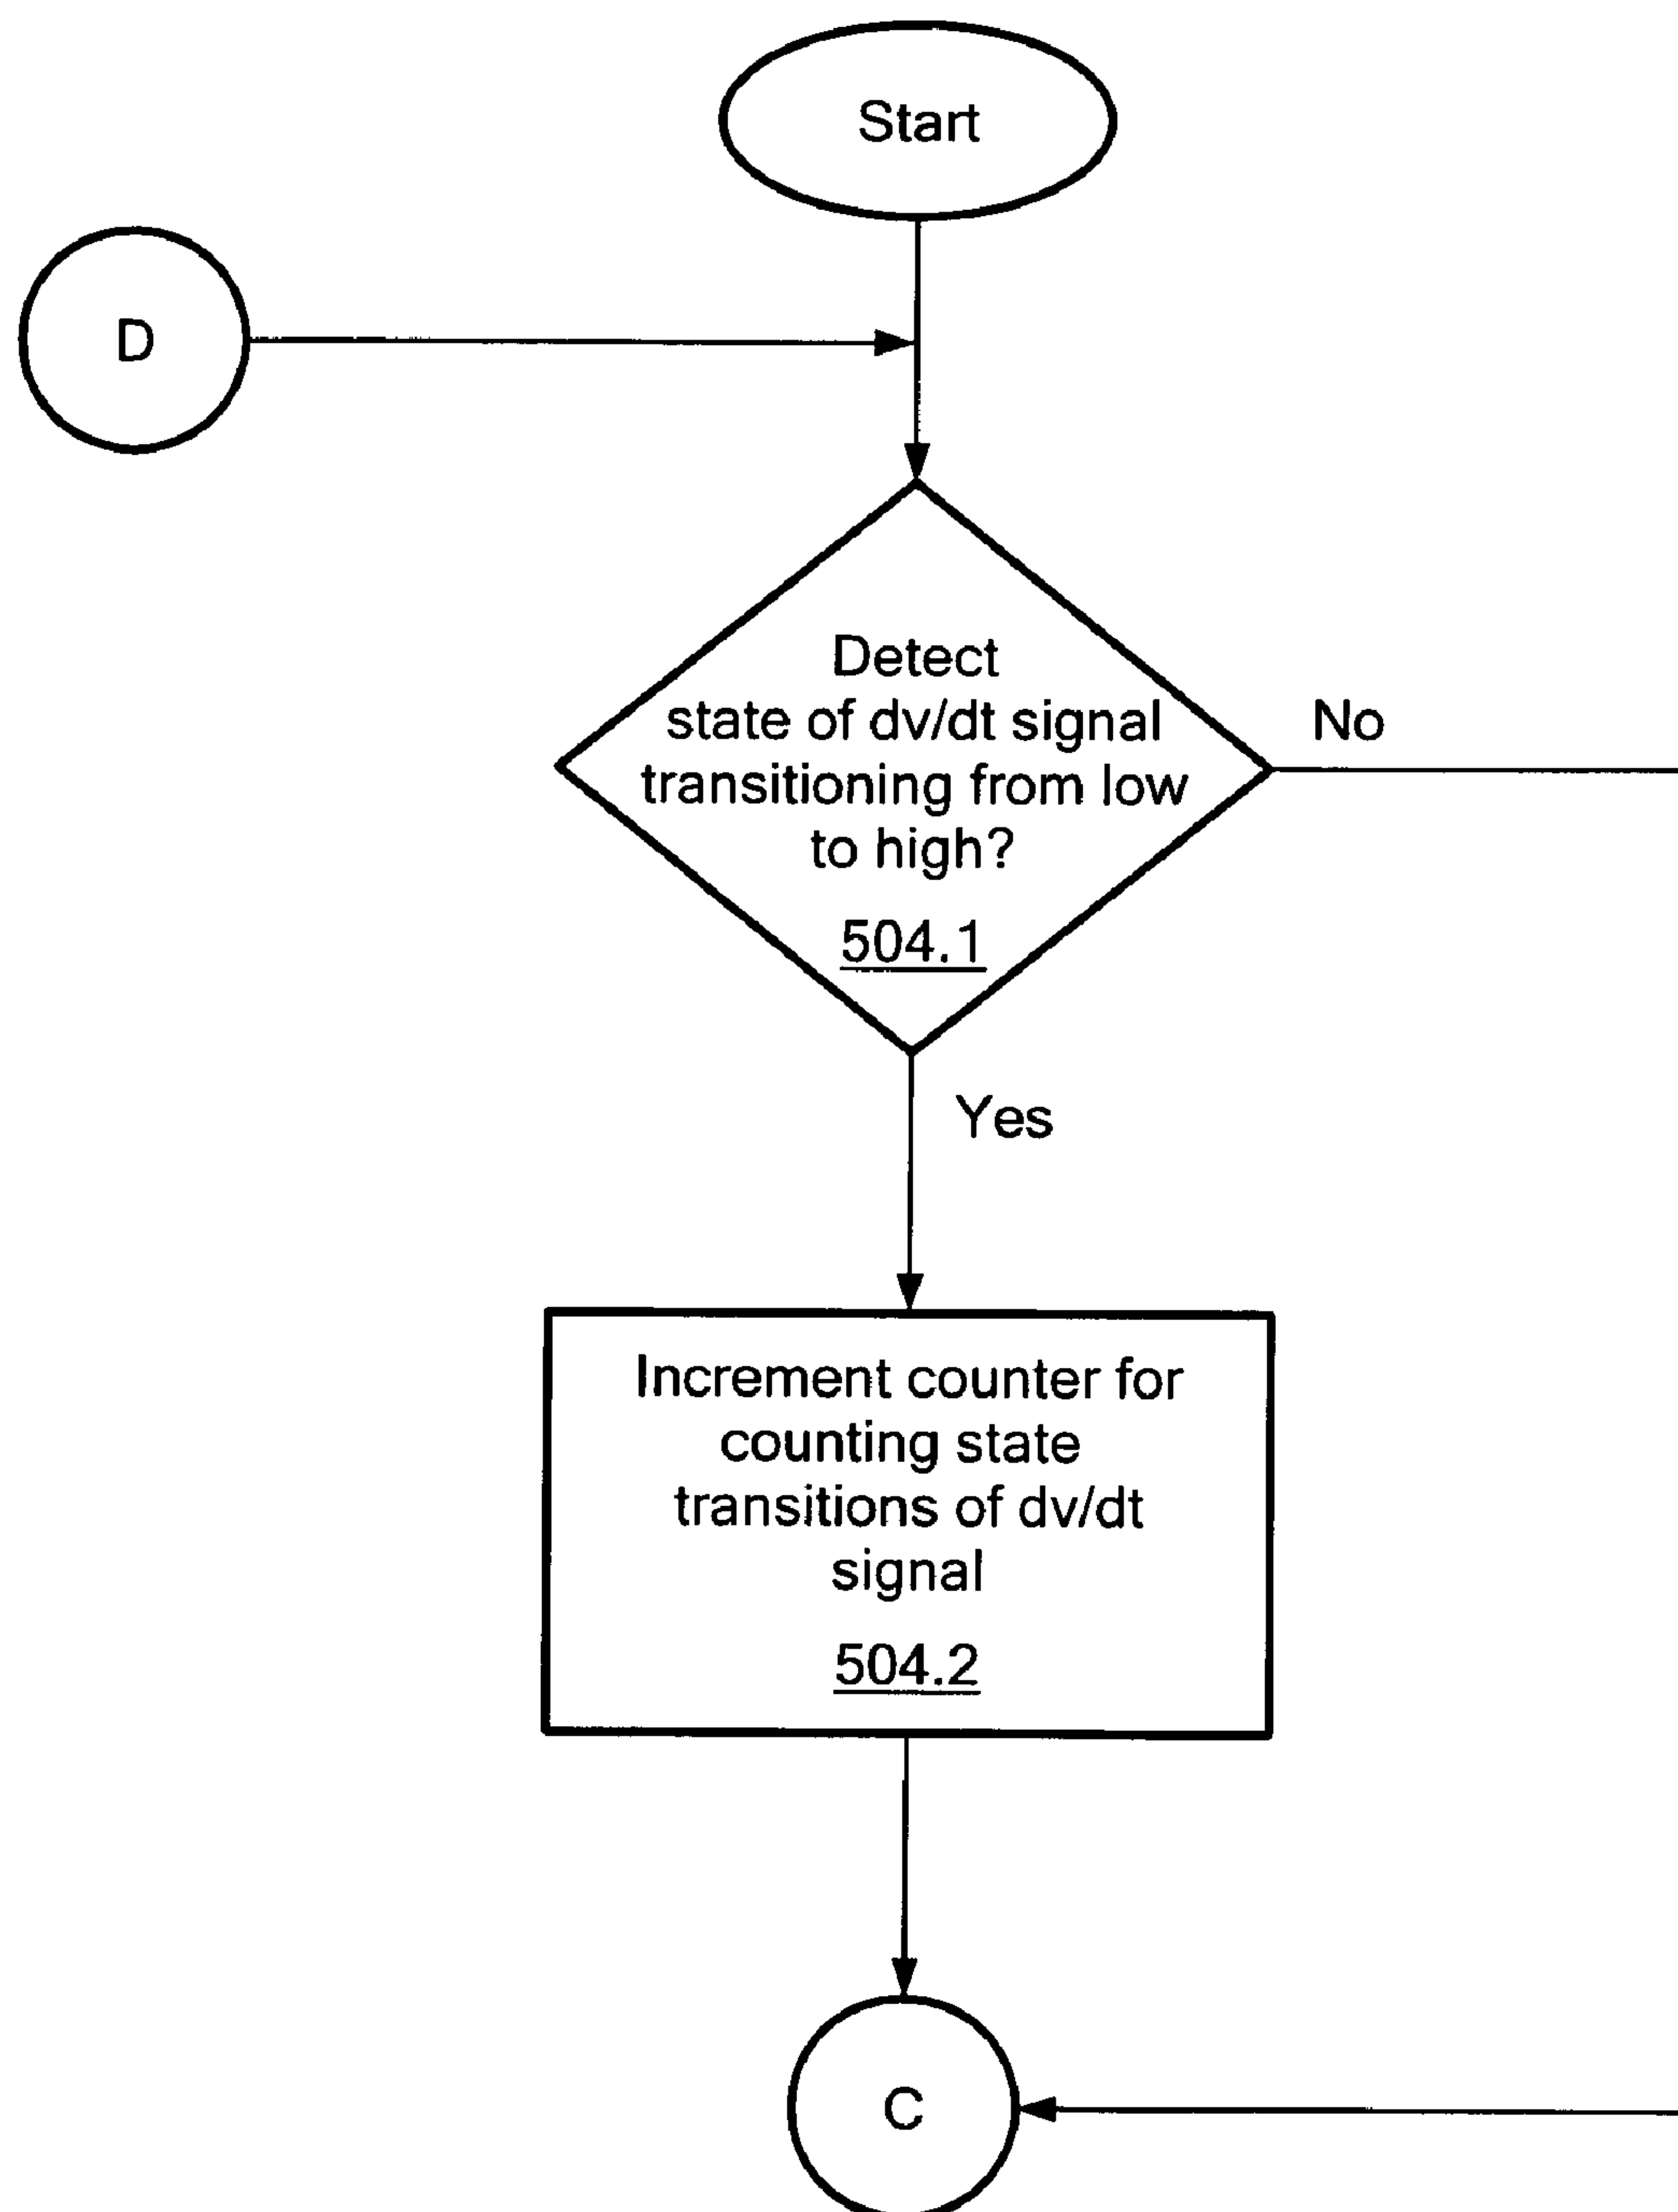 Start
D
Detect
state of dv/dt signal
transitioning from low
to high?
504.1
No
Yes
Increment counter for
counting state
transitions of dv/dt
signal
504.2
C